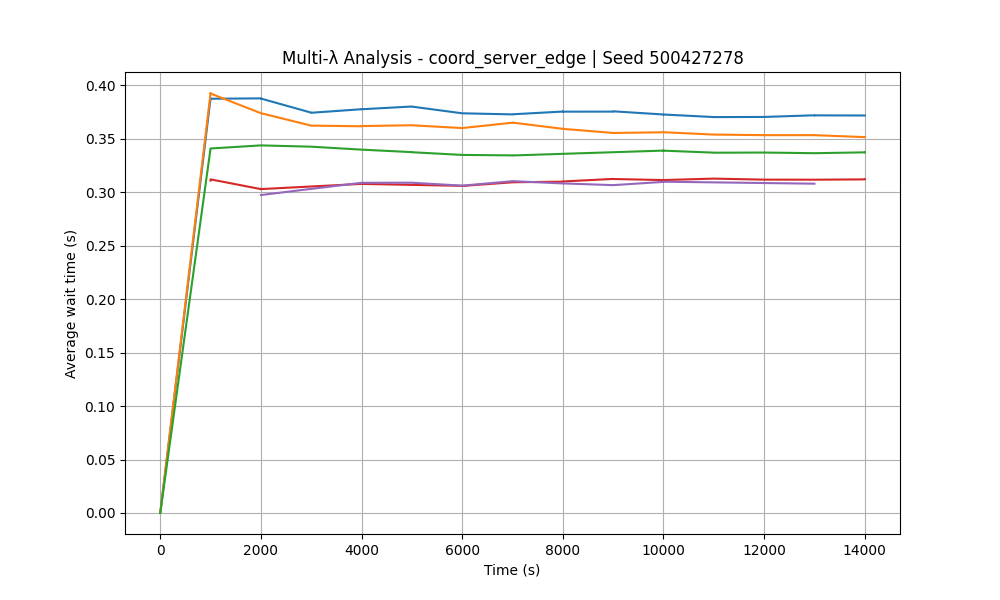 Multi-λ Analysis - coord_server_edge | Seed 500427278
0.40
0.35
0.30
0.25
0.20
0.15
0.10
0.05
0.00
Average wait time (s)
0 2000 4000 6000 8000 10000 12000 14000
Time (s)